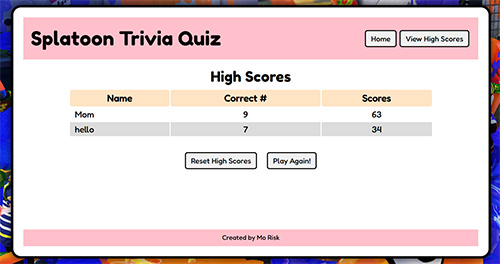 Splatoon Trivia Quiz
Home View High Scores
High Scores
Name Correct # Scores
Mom 9 63
hello 7 34
Reset High Scores Play Again!
Created by Mo Risk